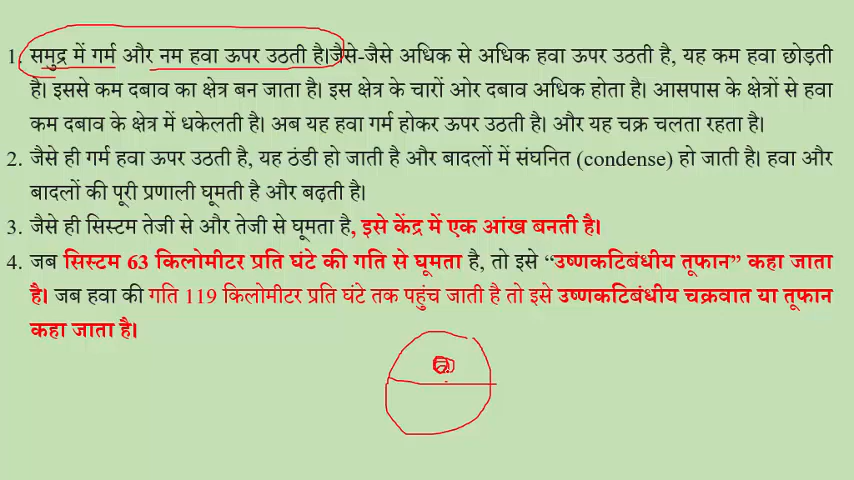 1. समुद्र में गर्म और नम हवा ऊपर उठती है।जैसे-जैसे अधिक से अधिक हवा ऊपर उठती है, यह कम हवा छोड़ती
है। इससे कम दबाव का क्षेत्र बन जाता है। इस क्षेत्र के चारों ओर दबाव अधिक होता है। आसपास के क्षेत्रों से हवा
कम दबाव के क्षेत्र में धकेलती है। अब यह हवा गर्म होकर ऊपर उठती है। और यह चक्र चलता रहता है।
2. जैसे ही गर्म हवा ऊपर उठती है, यह ठंडी हो जाती है और बादलों में संघनित (condense) हो जाती है। हवा और
बादलों की पूरी प्रणाली घूमती है और बढ़ती है।
3. जैसे ही सिस्टम तेजी से और तेजी से घूमता है, इसे केंद्र में एक आंख बनती है।
4. जब सिस्टम 63 किलोमीटर प्रति घंटे की गति से घूमता है, तो इसे “उष्णकटिबंधीय तूफान” कहा जाता
है। जब हवा की गति 119 किलोमीटर प्रति घंटे तक पहुंच जाती है तो इसे उष्णकटिबंधीय चक्रवात या तूफान
कहा जाता है।